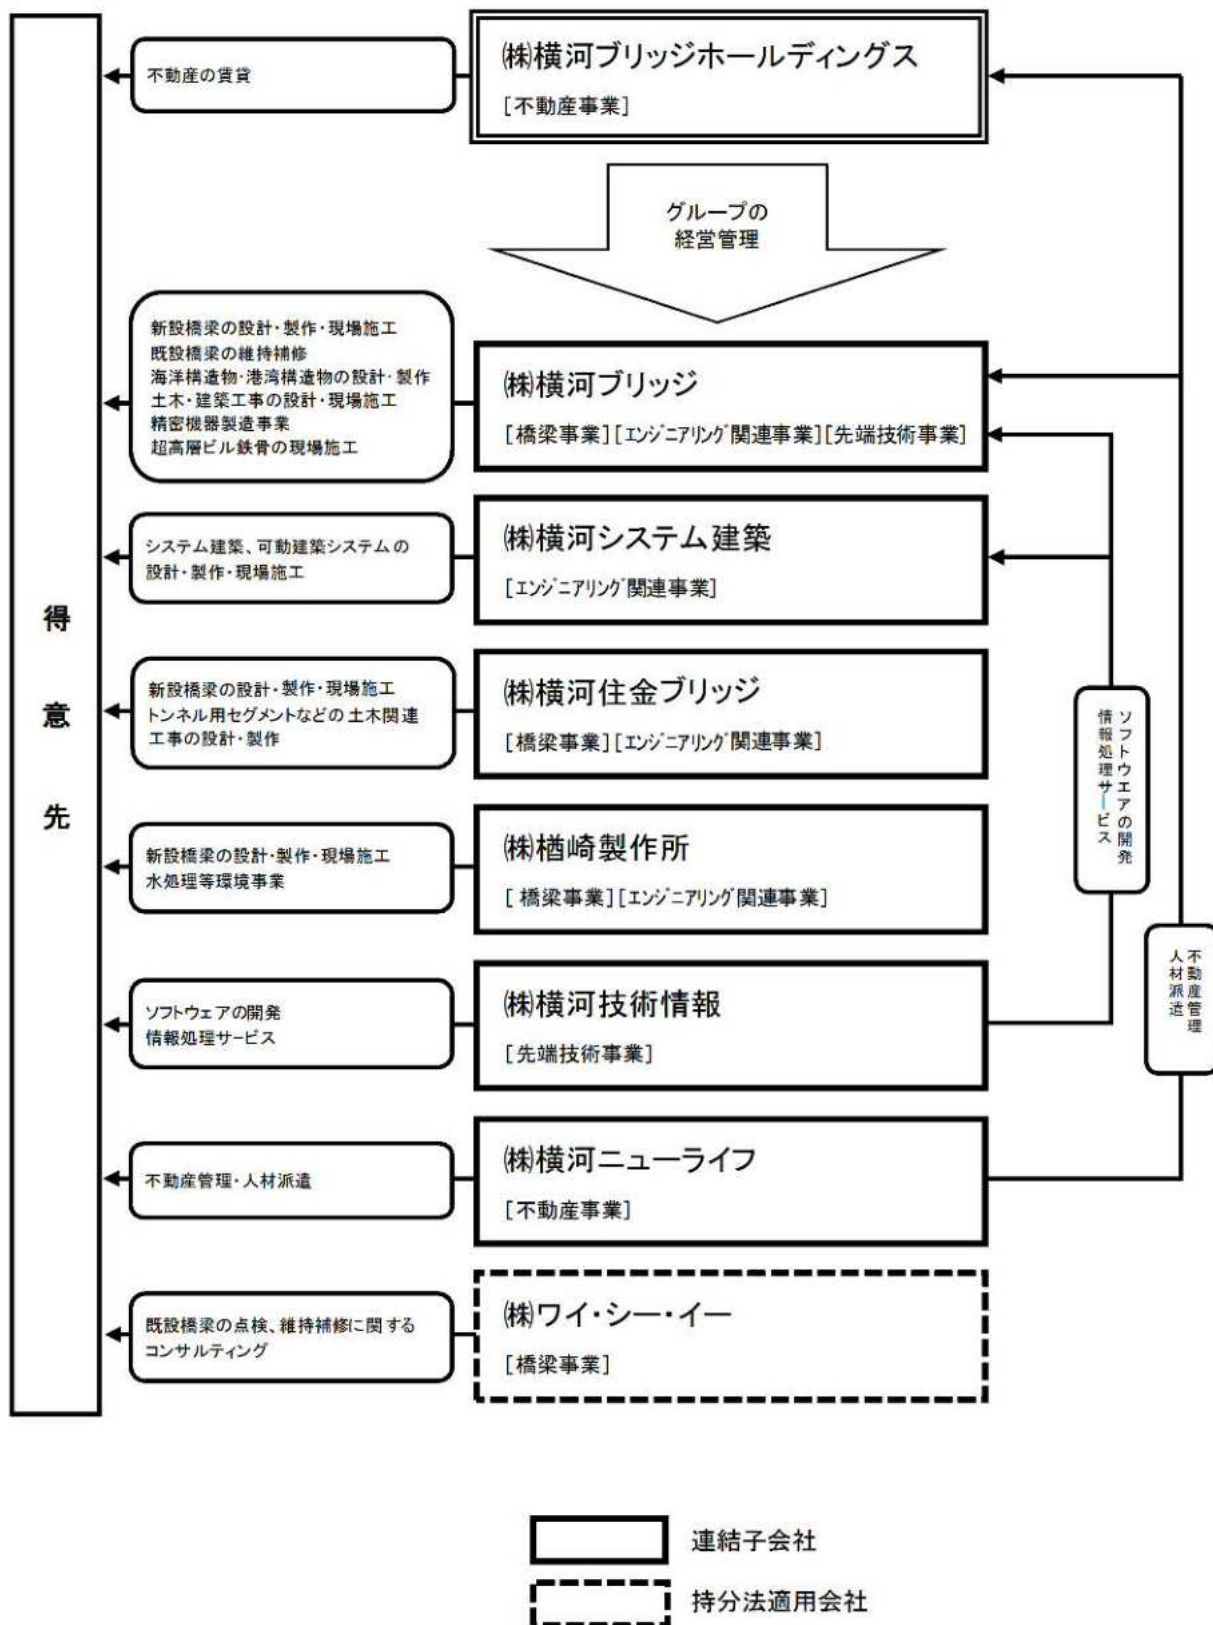 得意先
不動産の賃貸
㈱横河ブリッジホールディングス
[不動産事業]
グループの
経営管理
新設橋梁の設計・製作・現場施工
既設橋梁の維持補修
海洋構造物・港湾構造物の設計・製作
土木・建築工事の設計・現場施工
精密機器製造事業
超高層ビル鉄骨の現場施工
㈱横河ブリッジ
[橋梁事業][エンジニアリング関連事業][先端技術事業]
システム建築、可動建築システムの
設計・製作・現場施工
㈱横河システム建築
[エンジニアリング関連事業]
新設橋梁の設計・製作・現場施工
トンネル用セグメントなどの土木関連
工事の設計・製作
㈱横河住金ブリッジ
[橋梁事業][エンジニアリング関連事業]
新設橋梁の設計・製作・現場施工
水処理等環境事業
㈱楢崎製作所
[橋梁事業][エンジニアリング関連事業]
ソフトウェアの開発
情報処理サービス
㈱横河技術情報
[先端技術事業]
不動産管理・人材派遣
㈱横河ニューライフ
[不動産事業]
既設橋梁の点検、維持補修に関する
コンサルティング
㈱ワイ・シー・イー
[橋梁事業]
ソフトウエアの開発
情報処理サービス
不動産管理
人材派遣
連結子会社
持分法適用会社